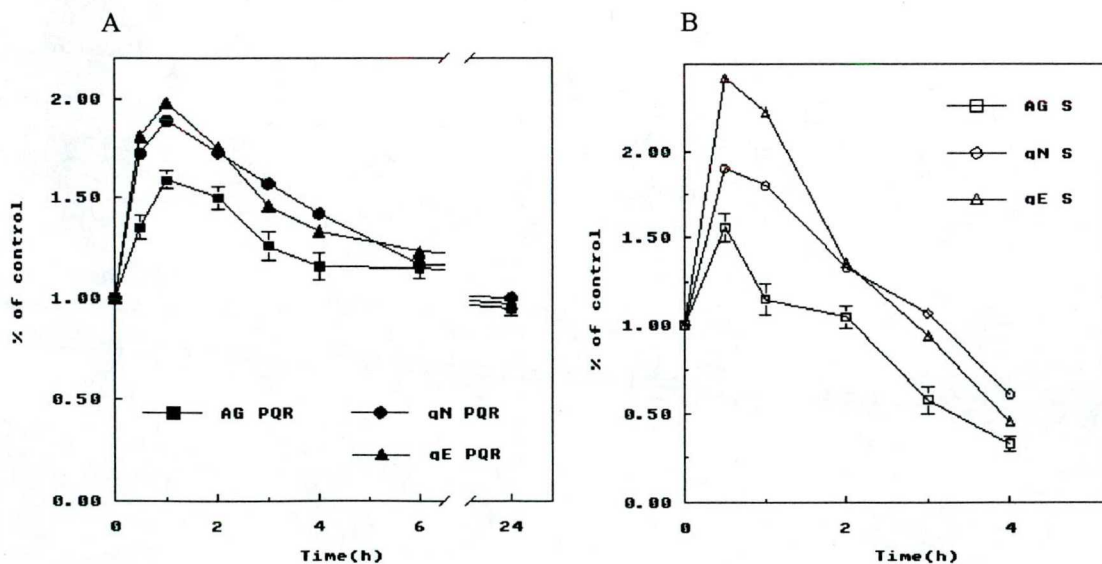 A
% of control
2.00
1.50
1.00
0.50
0.00
AG PQR
qN PQR
qE PQR
0 2 4 6 24
Time(h)
B
% of control
2.00
1.50
1.00
0.50
0.00
AG S
qN S
qE S
0 2 4
Time(h)